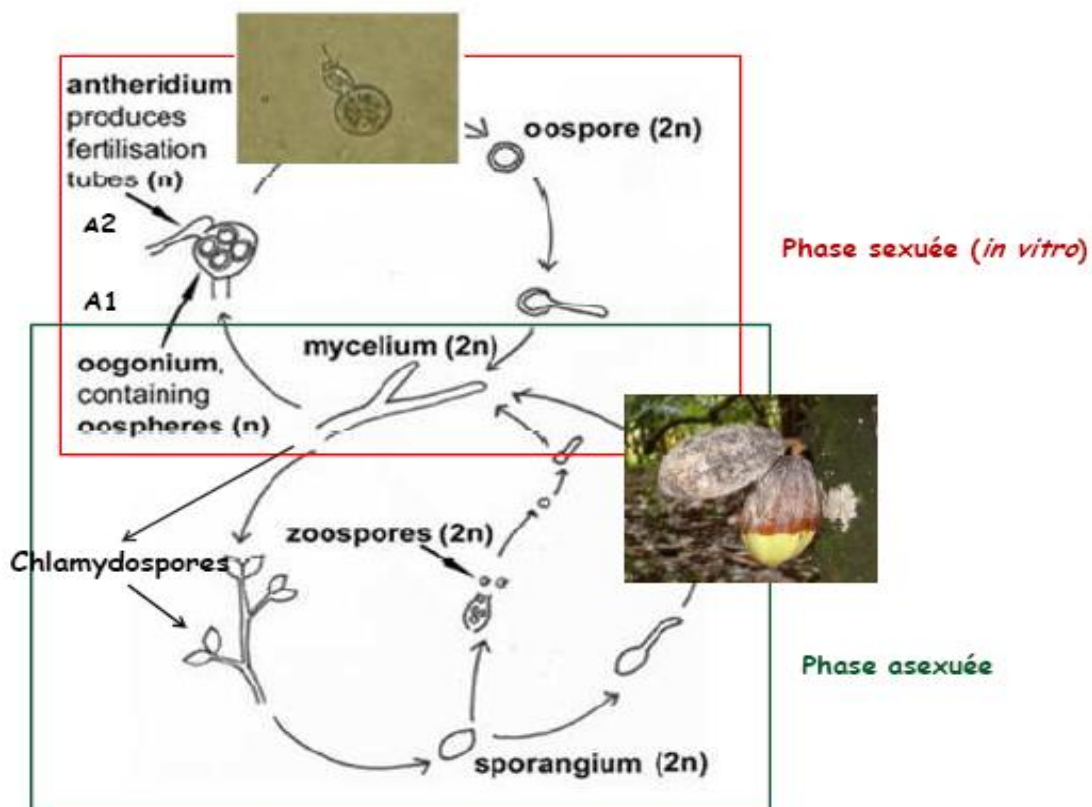 antheridium
produces
fertilisation
tubes (n)
oospore (2n)
A2
Phase sexuée (in vitro)
A1
mycelium (2n)
oogonium,
containing
oospheres (n)
zoospores (2n)
Chlamydospores
Phase asexuée
sporangium (2n)